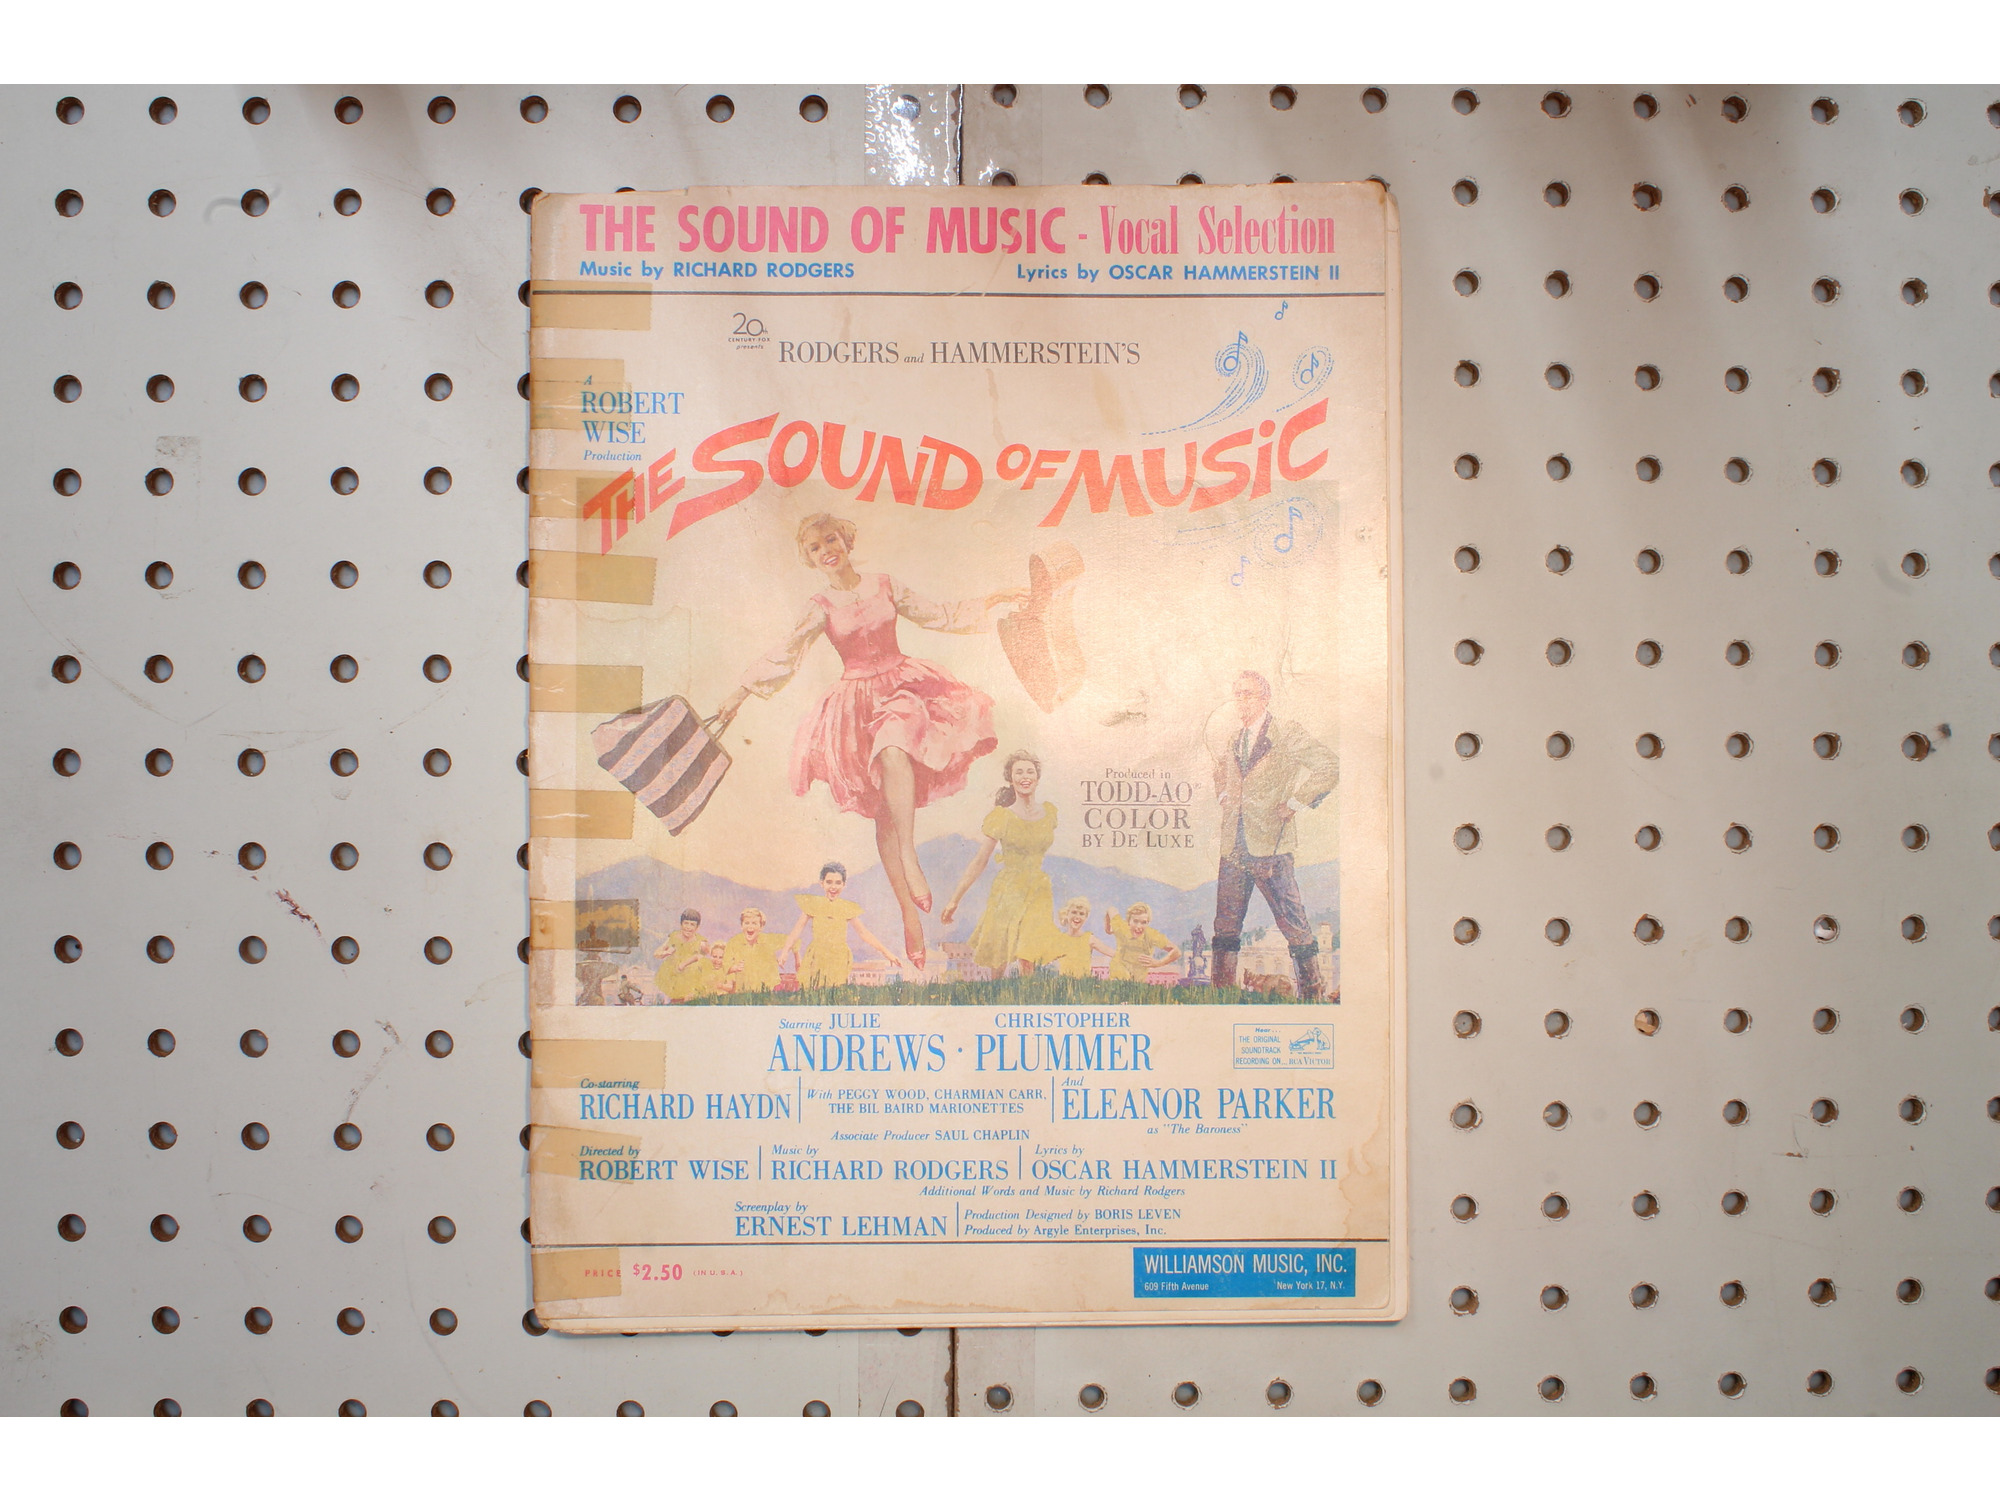 THE SOUND OF MUSIC - Vocal Selection
Music by RICHARD RODGERS Lyrics by OSCAR HAMMERSTEIN II
20th
CENTURY-FOX
presents
RODGERS and HAMMERSTEIN'S
A
ROBERT
WISE
Production
THE SOUND OF MUSIC
Produced in
TODD-AO®
COLOR
BY DE LUXE
Starring JULIE ANDREWS · CHRISTOPHER PLUMMER
Hear...
THE ORIGINAL
SOUNDTRACK
RECORDING ON... RCA VICTOR
Co-starring
RICHARD HAYDN
With PEGGY WOOD, CHARMIAN CARR,
THE BIL BAIRD MARIONETTES
And
ELEANOR PARKER
as "The Baroness"
Associate Producer SAUL CHAPLIN
Directed by
ROBERT WISE
Music by
RICHARD RODGERS
Lyrics by
OSCAR HAMMERSTEIN II
Additional Words and Music by Richard Rodgers
Screenplay by
ERNEST LEHMAN
Production Designed by BORIS LEVEN
Produced by Argyle Enterprises, Inc.
PRICE $2.50 (IN U.S.A.)
WILLIAMSON MUSIC, INC.
609 Fifth Avenue New York 17, N.Y.